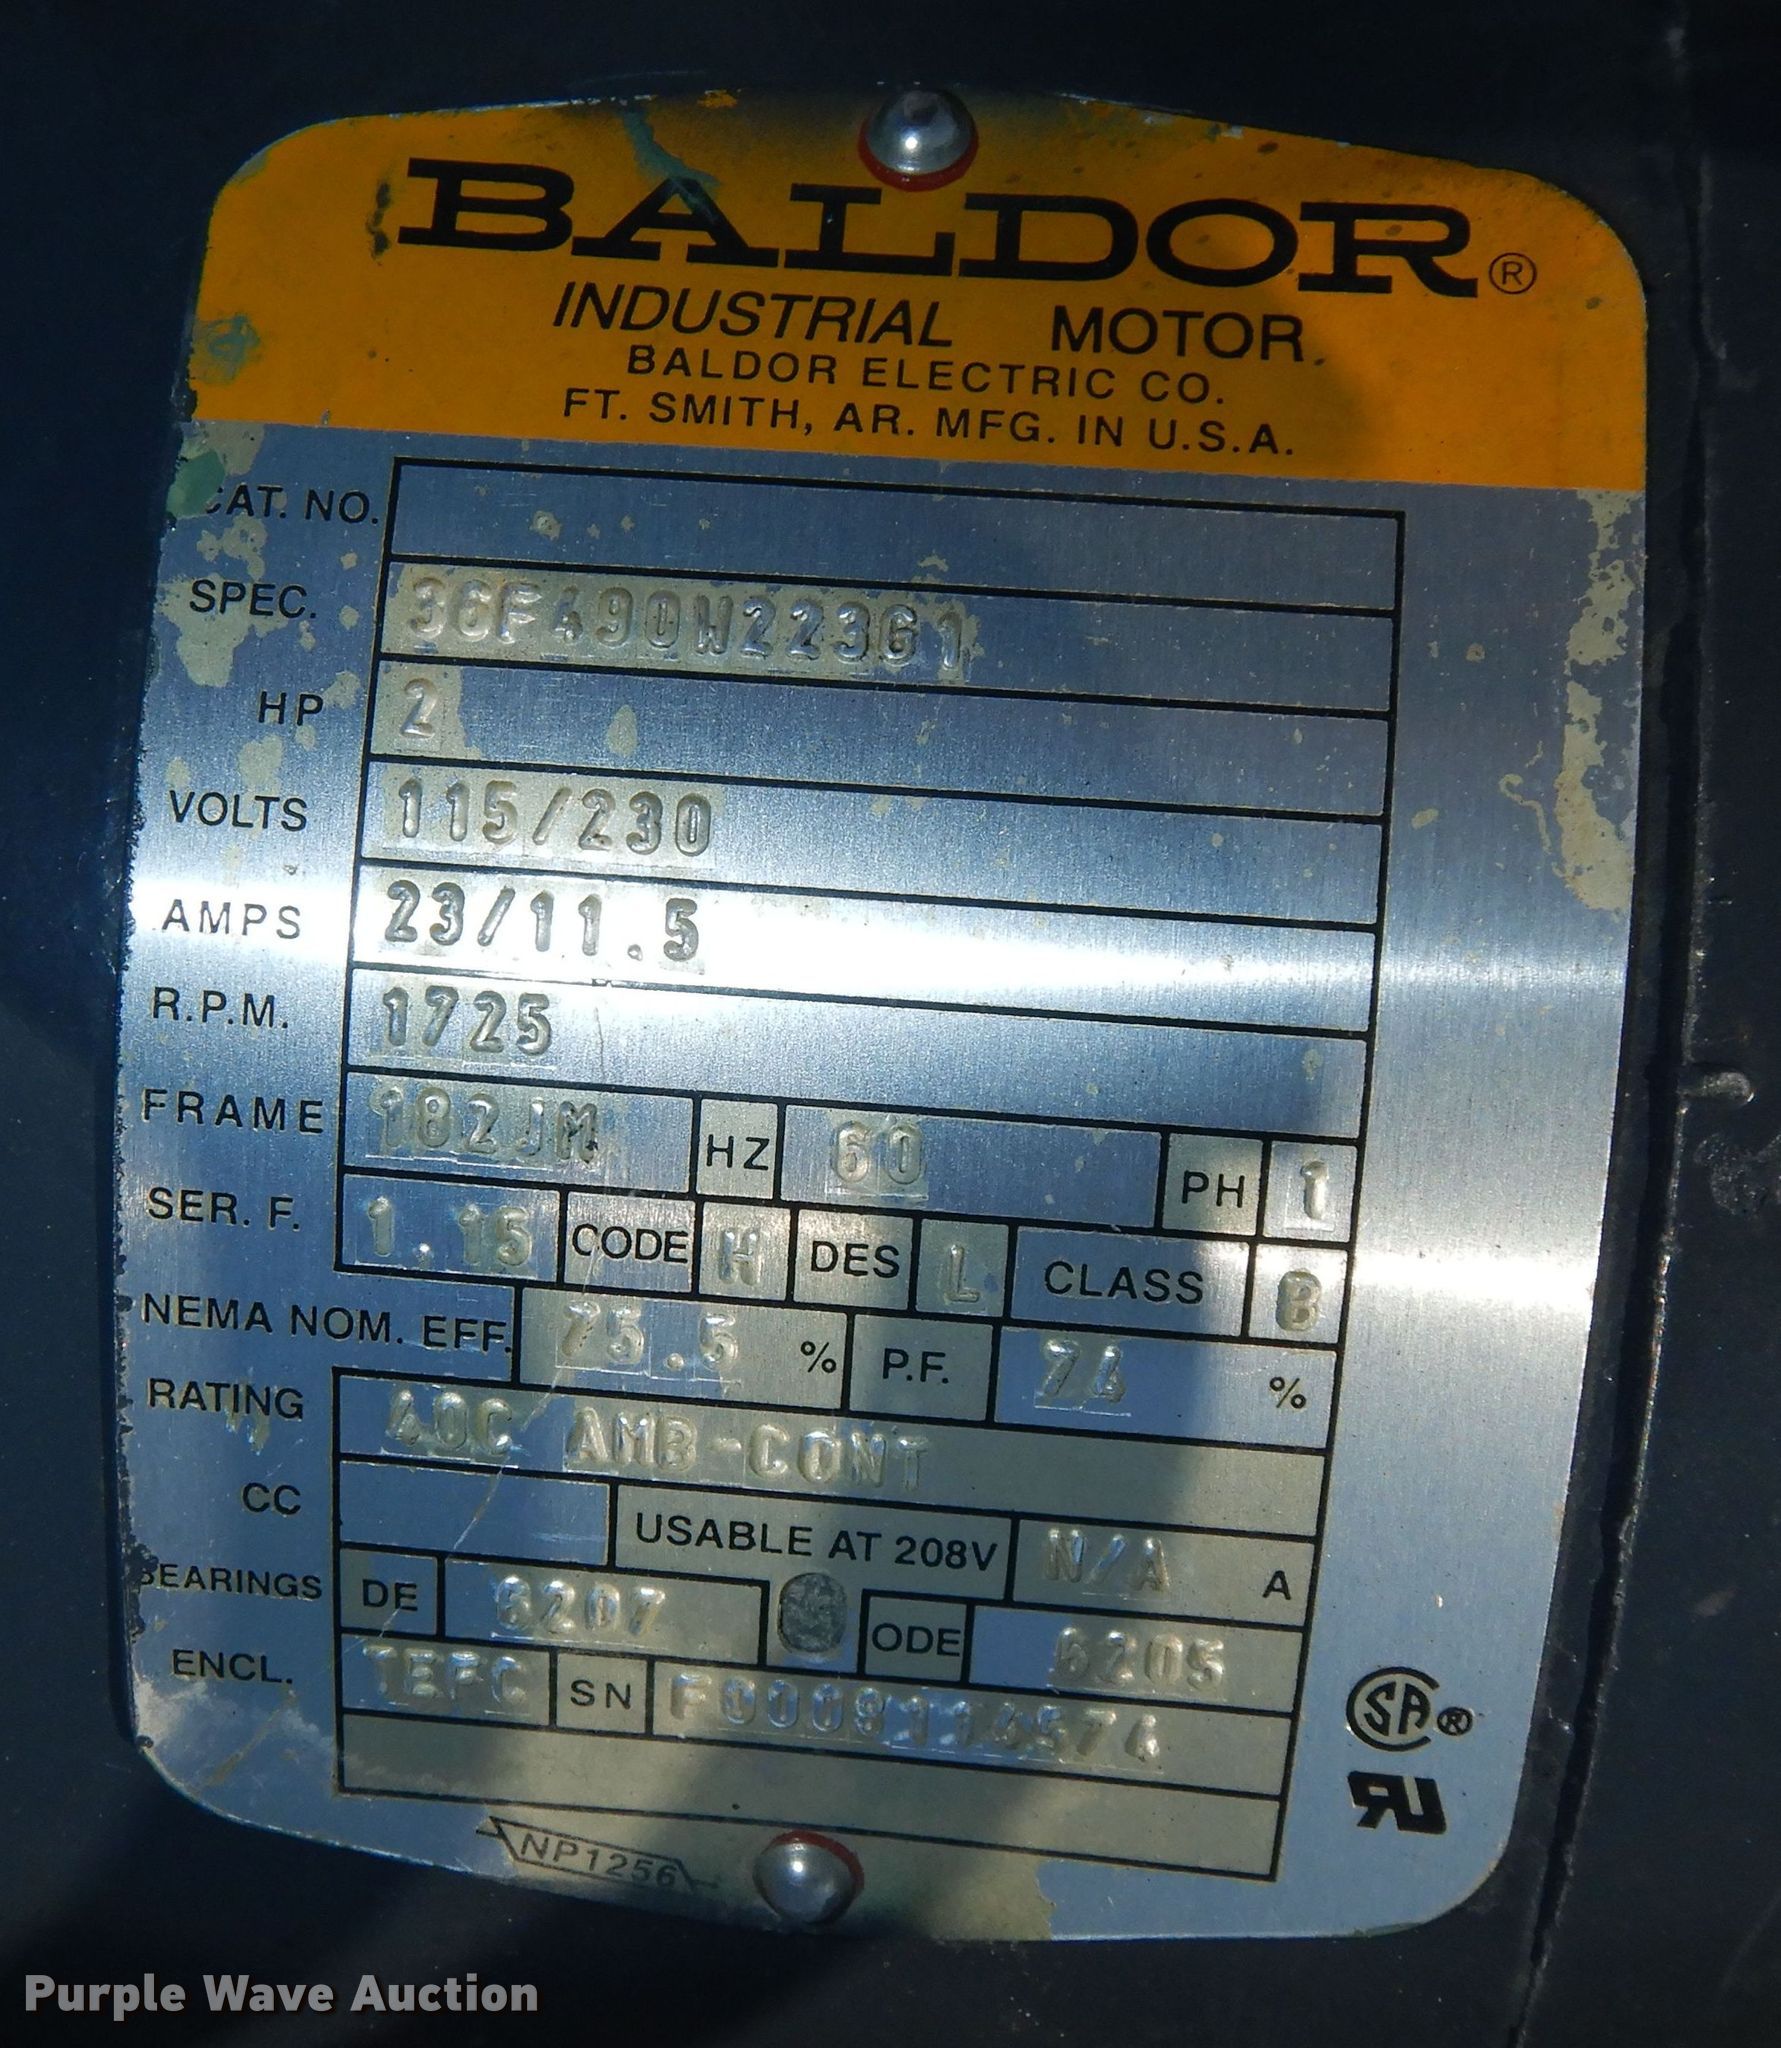 BALDOR®
INDUSTRIAL MOTOR
BALDOR ELECTRIC CO.
FT. SMITH, AR. MFG. IN U.S.A.
CAT. NO.
SPEC. 36F490W223G1
HP 2
VOLTS 115/230
AMPS 23/11.5
R.P.M. 1725
FRAME 182JM HZ 60 PH 1
SER. F. 1.15 CODE H DES L CLASS B
NEMA NOM. EFF. 75.5 % P.F. 74 %
RATING 40C AMB-CONT
CC USABLE AT 208V N/A A
BEARINGS DE 6207 ODE 6205
ENCL. TEFC SN F0008114574
SA®
RU
NP1256
Purple Wave Auction